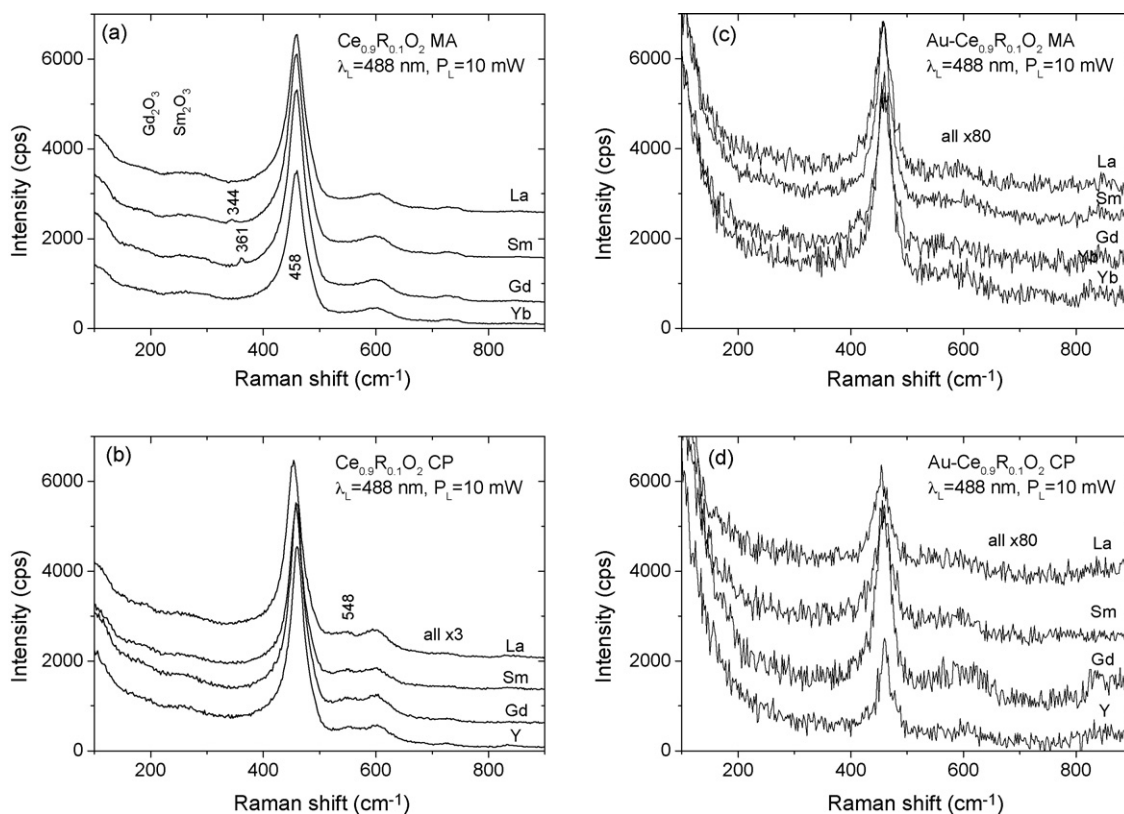 (a)
Ce0.9R0.1O2 MA
λL=488 nm, PL=10 mW
Gd2O3
Sm2O3
344
361
458
La
Sm
Gd
Yb
6000
4000
2000
0
Intensity (cps)
200 400 600 800
Raman shift (cm-1)
(c)
Au-Ce0.9R0.1O2 MA
λL=488 nm, PL=10 mW
all x80
La
Sm
Gd
Yb
Yb
6000
4000
2000
0
Intensity (cps)
200 400 600 800
Raman shift (cm-1)
(b)
Ce0.9R0.1O2 CP
λL=488 nm, PL=10 mW
548
all x3
La
Sm
Gd
Y
6000
4000
2000
0
Intensity (cps)
200 400 600 800
Raman shift (cm-1)
(d)
Au-Ce0.9R0.1O2 CP
λL=488 nm, PL=10 mW
all x80
La
Sm
Gd
Y
6000
4000
2000
0
Intensity (cps)
200 400 600 800
Raman shift (cm-1)